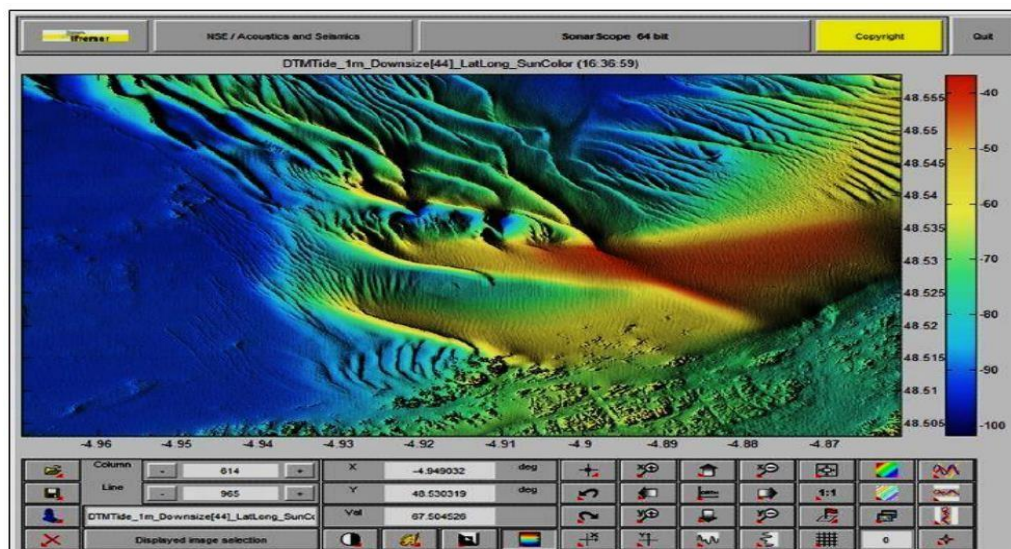 Ifremer NSE / Acoustics and Seismics SonarScope 64 bit Copyright Quit
DTMTide_1m_Downsize[44]_LatLong_SunColor (16:36:59)
48.555
48.55
48.545
48.54
48.535
48.53
48.525
48.52
48.515
48.51
48.505
-40
-50
-60
-70
-80
-90
-100
-4.96 -4.95 -4.94 -4.93 -4.92 -4.91 -4.9 -4.89 -4.88 -4.87
Column - 614 + X -4.949032 deg
Line - 965 + Y 48.530319 deg 1:1
DTMTide_1m_Downsize[44]_LatLong_SunCo Val 67.504526
Displayed image selection 0